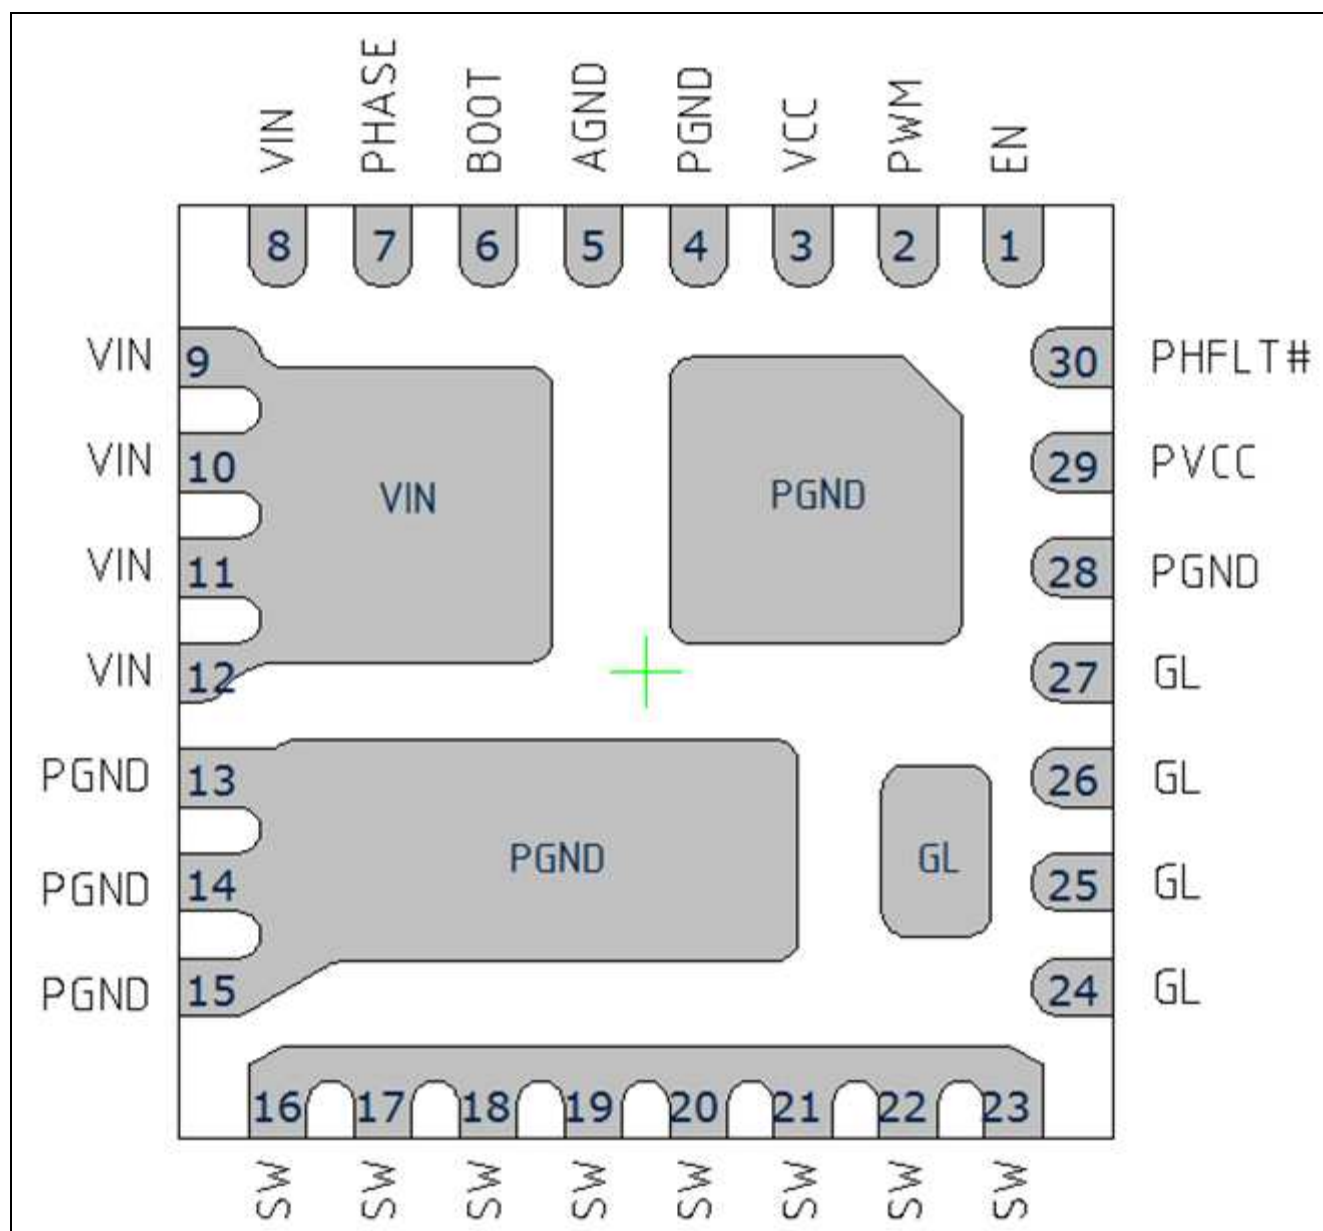 VIN PHASE BOOT AGND PGND VCC PWM EN
8 7 6 5 4 3 2 1
VIN 9 30 PHFLT#
VIN 10 29 PVCC
VIN PGND
VIN 11 28 PGND
VIN 12 27 GL
PGND 13 26 GL
PGND GL
PGND 14 25 GL
PGND 15 24 GL
16 17 18 19 20 21 22 23
SW SW SW SW SW SW SW SW